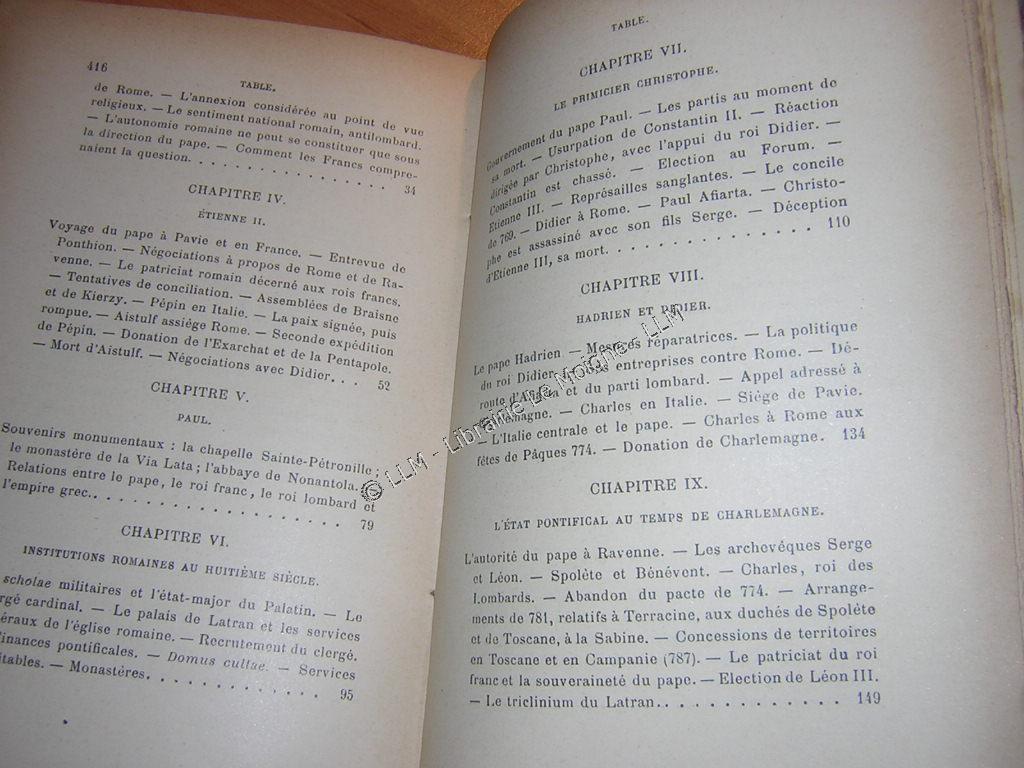 416
TABLE.
de Rome. — L'annexion considérée au point de vue
religieux. — Le sentiment national romain, antilombard.
— L'autonomie romaine ne peut se constituer que sous
la direction du pape. — Comment les Francs compre-
naient la question. . . . . . . . . . . . . . . 34
CHAPITRE IV.
ÉTIENNE II.
Voyage du pape à Pavie et en France. — Entrevue de
Ponthion. — Négociations à propos de Rome et de Ra-
venne. — Le patriciat romain décerné aux rois francs.
— Tentatives de conciliation. — Assemblées de Braisne
et de Kierzy. — Pépin en Italie. — La paix signée, puis
rompue. — Aistulf assiége Rome. — Seconde expédition
de Pépin. — Donation de l'Exarchat et de la Pentapole.
— Mort d'Aistulf. — Négociations avec Didier. . . 52
CHAPITRE V.
PAUL.
Souvenirs monumentaux : la chapelle Sainte-Pétronille ;
le monastère de la Via Lata ; l'abbaye de Nonantola. —
Relations entre le pape, le roi franc, le roi lombard et
l'empire grec. . . . . . . . . . . . . . . . 79
CHAPITRE VI.
INSTITUTIONS ROMAINES AU HUITIÈME SIÈCLE.
scholae militaires et l'état-major du Palatin. — Le
rgé cardinal. — Le palais de Latran et les services
éraux de l'église romaine. — Recrutement du clergé.
Finances pontificales. — Domus cultae. — Services
itables. — Monastères. . . . . . . . . . . . . 95
TABLE.
CHAPITRE VII.
LE PRIMICIER CHRISTOPHE.
Gouvernement du pape Paul. — Les partis au moment de
sa mort. — Usurpation de Constantin II. — Réaction
dirigée par Christophe, avec l'appui du roi Didier. —
Constantin est chassé. — Election au Forum. —
Etienne III. — Représailles sanglantes. — Le concile
de 769. — Didier à Rome. — Paul Afiarta. — Christo-
phe est assassiné avec son fils Serge. — Déception
d'Etienne III, sa mort. . . . . . . . . . . . . . 110
CHAPITRE VIII.
HADRIEN ET DIDIER.
Le pape Hadrien. — Mesures réparatrices. — La politique
du roi Didier. — Ses entreprises contre Rome. — Dé-
route d'Afiarta et du parti lombard. — Appel adressé à
Charlemagne. — Charles en Italie. — Siège de Pavie.
— L'Italie centrale et le pape. — Charles à Rome aux
fêtes de Pâques 774. — Donation de Charlemagne. 134
CHAPITRE IX.
L'ÉTAT PONTIFICAL AU TEMPS DE CHARLEMAGNE.
L'autorité du pape à Ravenne. — Les archevêques Serge
et Léon. — Spolète et Bénévent. — Charles, roi des
Lombards. — Abandon du pacte de 774. — Arrange-
ments de 781, relatifs à Terracine, aux duchés de Spolète
et de Toscane, à la Sabine. — Concessions de territoires
en Toscane et en Campanie (787). — Le patriciat du roi
franc et la souveraineté du pape. — Election de Léon III.
— Le triclinium du Latran. . . . . . . . . . . . . 149
© LLM - Librairie Le Moigne - LLM